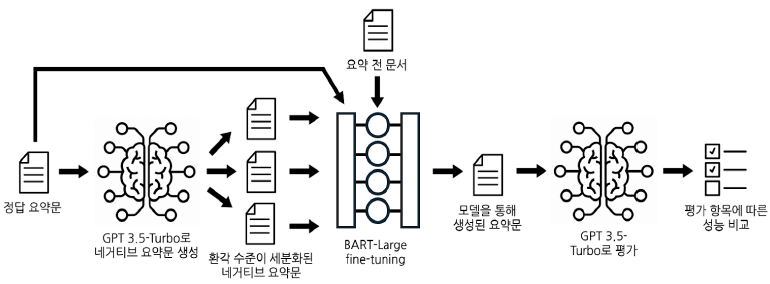 요약 전 문서
정답 요약문
GPT 3.5-Turbo로
네거티브 요약문 생성
환각 수준이 세분화된
네거티브 요약문
BART-Large
fine-tuning
모델을 통해
생성된 요약문
GPT 3.5-
Turbo로 평가
평가 항목에 따른
성능 비교